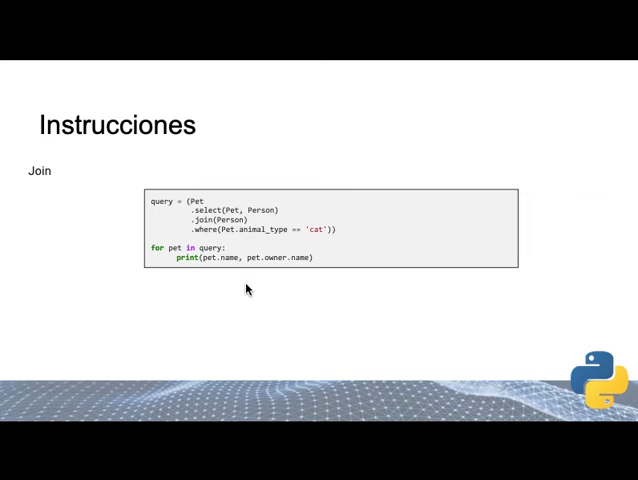 Instrucciones
Join
query = (Pet
.select(Pet, Person)
.join(Person)
.where(Pet.animal_type == 'cat'))
for pet in query:
print(pet.name, pet.owner.name)